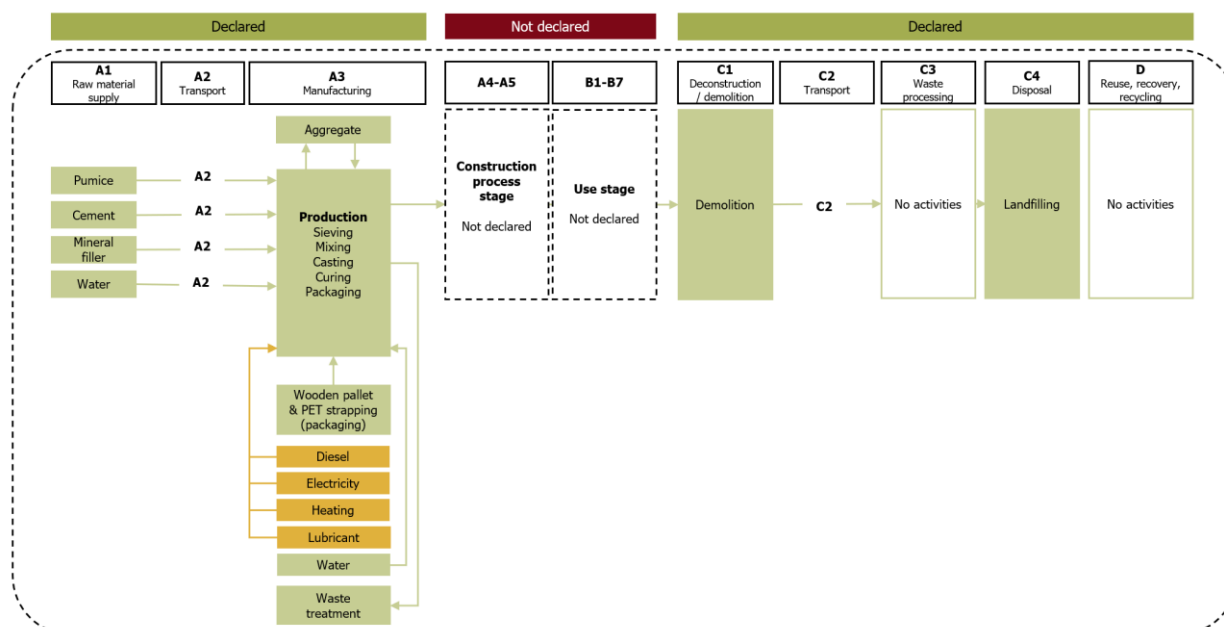 Declared
Not declared
Declared
A1
Raw material
supply
A2
Transport
A3
Manufacturing
A4-A5
B1-B7
C1
Deconstruction
/ demolition
C2
Transport
C3
Waste
processing
C4
Disposal
D
Reuse, recovery,
recycling
Aggregate
Pumice
A2
Cement
A2
Mineral
filler
A2
Water
A2
Production
Sieving
Mixing
Casting
Curing
Packaging
Construction
process
stage
Not declared
Use stage
Not declared
Demolition
C2
No activities
Landfilling
No activities
Wooden pallet
& PET strapping
(packaging)
Diesel
Electricity
Heating
Lubricant
Water
Waste
treatment